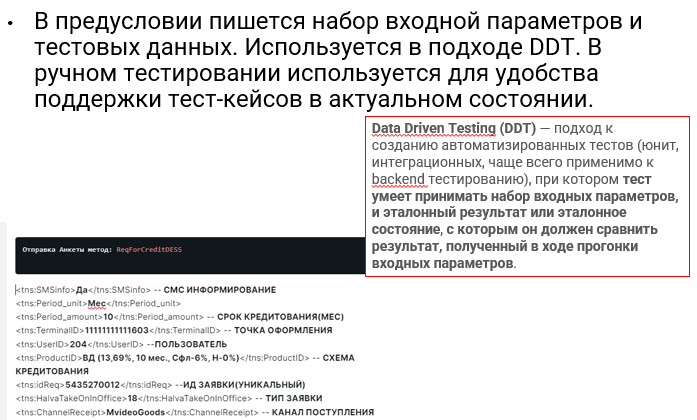 • В предусловии пишется набор входной параметров и
тестовых данных. Используется в подходе DDT. В
ручном тестировании используется для удобства
поддержки тест-кейсов в актуальном состоянии.
Data Driven Testing (DDT) — подход к
созданию автоматизированных тестов (юнит,
интеграционных, чаще всего применимо к
backend тестированию), при котором тест
умеет принимать набор входных параметров,
и эталонный результат или эталонное
состояние, с которым он должен сравнить
результат, полученный в ходе прогонки
входных параметров.
Отправка Анкеты метод: ReqForCreditDESS
<tns:SMSinfo>Да</tns:SMSinfo> -- СМС ИНФОРМИРОВАНИЕ
<tns:Period_unit>Мес</tns:Period_unit>
<tns:Period_amount>10</tns:Period_amount> -- СРОК КРЕДИТОВАНИЯ(МЕС)
<tns:TerminalID>11111111111603</tns:TerminalID> -- ТОЧКА ОФОРМЛЕНИЯ
<tns:UserID>204</tns:UserID> --ПОЛЬЗОВАТЕЛЬ
<tns:ProductID>ВД (13,69%, 10 мес., Сфл-6%, Н-0%)</tns:ProductID> -- СХЕМА
КРЕДИТОВАНИЯ
<tns:idReq>5435270012</tns:idReq> --ИД ЗАЯВКИ(УНИКАЛЬНЫЙ)
<tns:HalvaTakeOnInOffice>18</tns:HalvaTakeOnInOffice> -- ТИП ЗАЯВКИ
<tns:ChannelReceipt>MvideoGoods</tns:ChannelReceipt> -- КАНАЛ ПОСТУПЛЕНИЯ